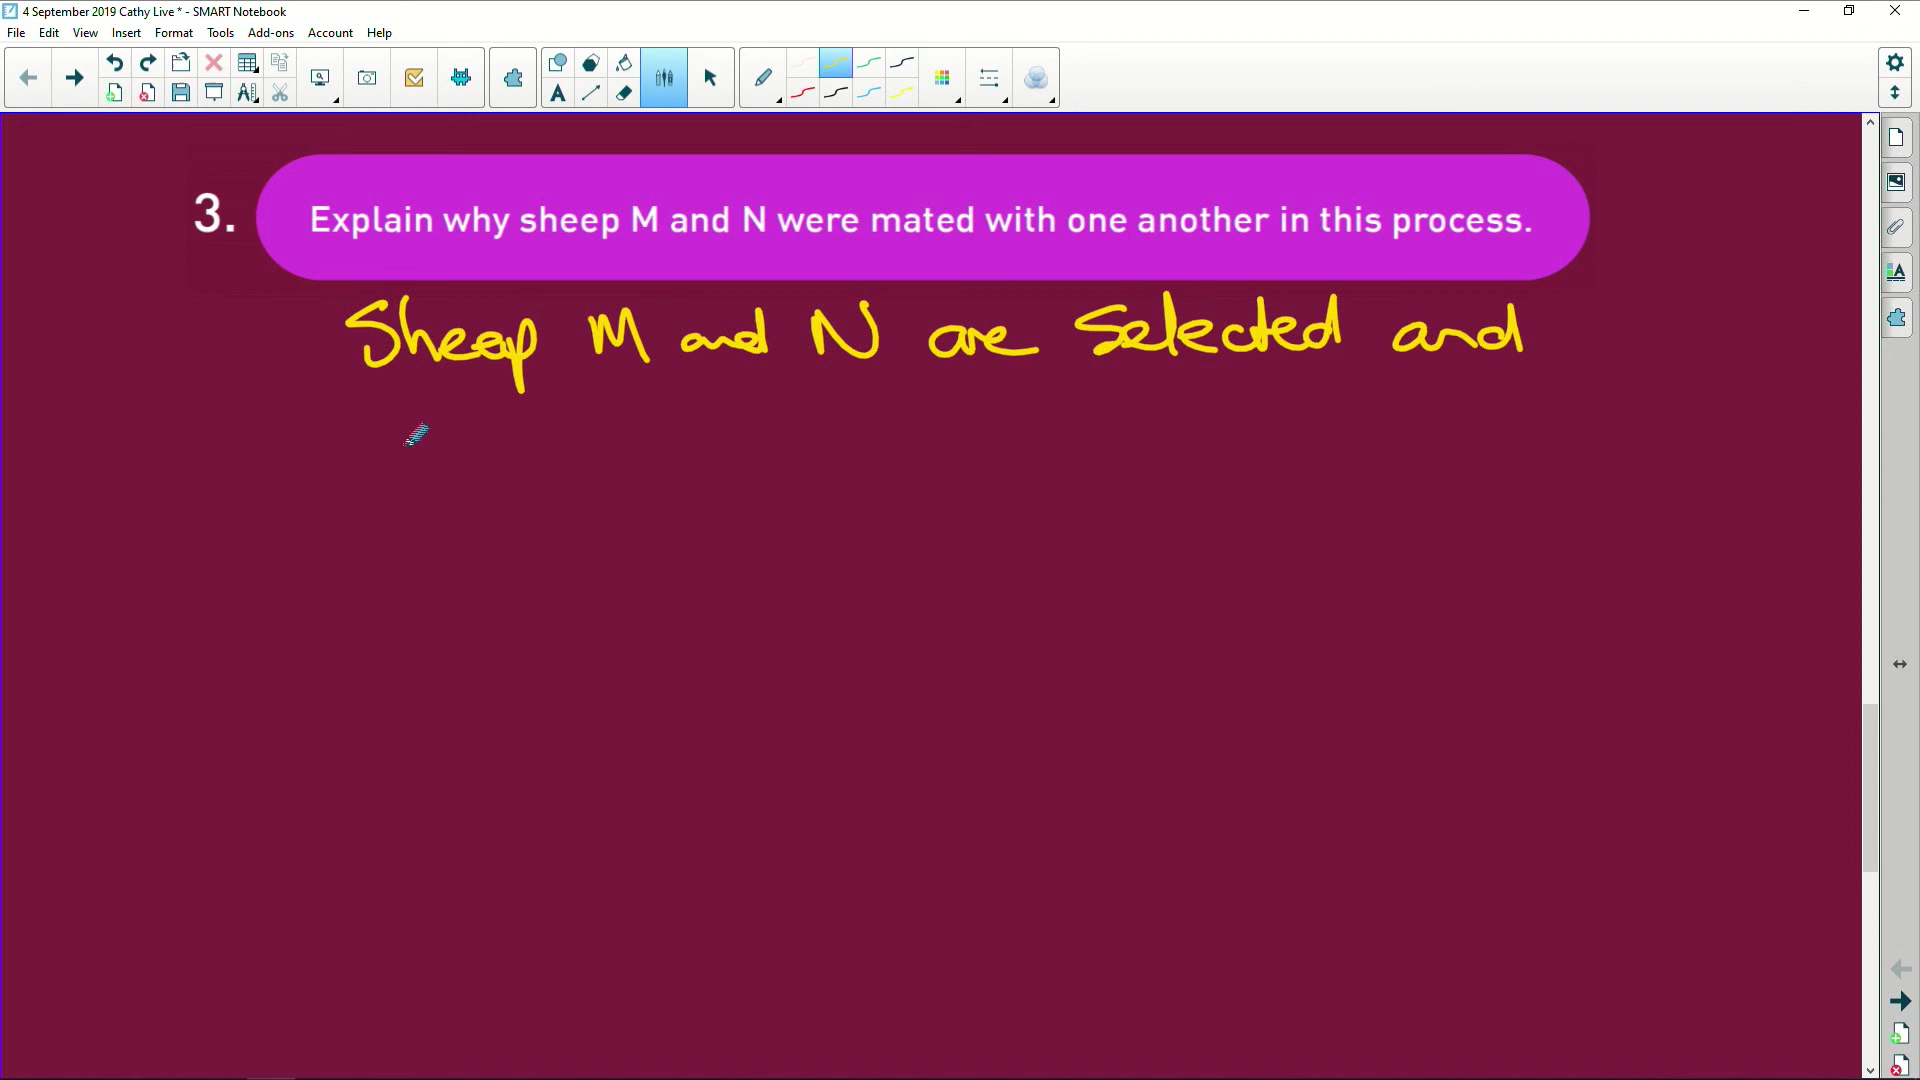 4 September 2019 Cathy Live * - SMART Notebook
File Edit View Insert Format Tools Add-ons Account Help
3. Explain why sheep M and N were mated with one another in this process.
Sheep M and N are selected and